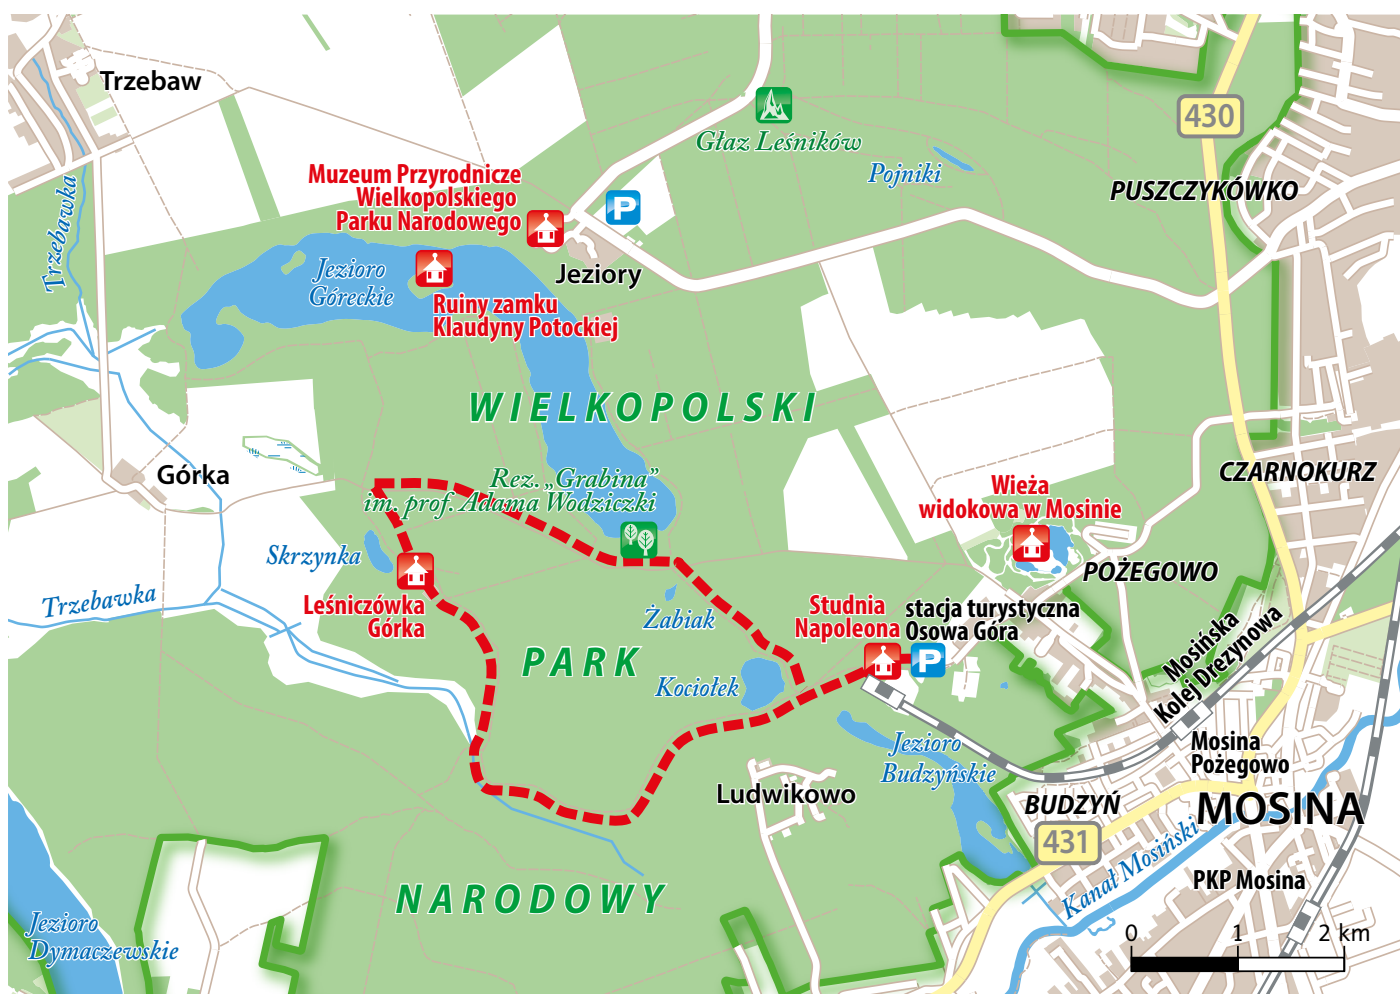 Trzebaw
430
Głaz Leśników
Pojniki
PUSZCZYKÓWKO
Muzeum Przyrodnicze
Wielkopolskiego
Parku Narodowego
P
Trzebawka
Jezioro
Góreckie
Jeziory
Ruiny zamku
Klaudyny Potockiej
WIELKOPOLSKI
Górka
Rez. „Grabina”
im. prof. Adama Wodziczki
CZARNOKURZ
Wieża
widokowa w Mosinie
Skrzynka
POŻEGOWO
Trzebawka
Leśniczówka
Górka
Żabiak
Studnia
Napoleona
stacja turystyczna
Osowa Góra
P
Mosińska
Kolej Drezynowa
PARK
Kociołek
Jezioro
Budzyńskie
Mosina
Pożegowo
Ludwikowo
BUDZYŃ
MOSINA
431
Kanał Mosiński
PKP Mosina
NARODOWY
Jezioro
Dymaczewskie
0 1 2 km